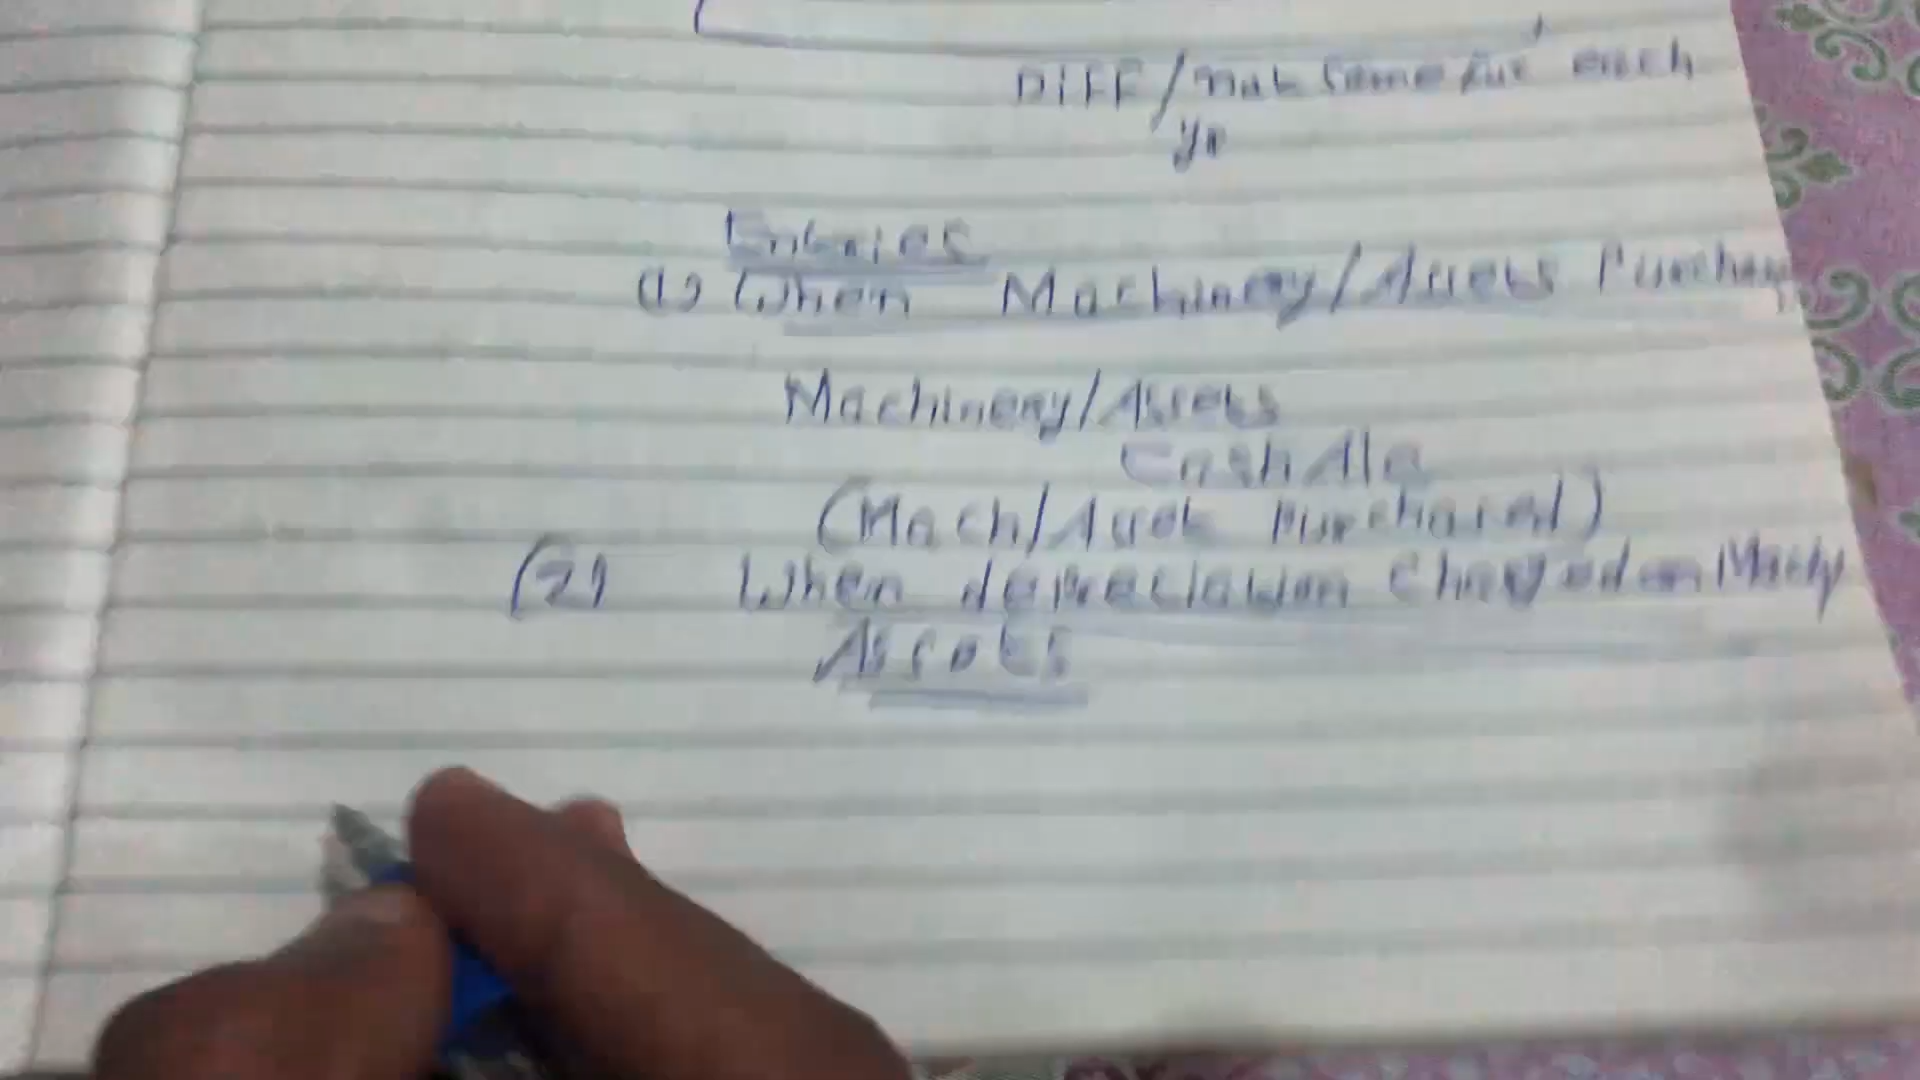 DIFF/not same for each
yr
Entries
(1) When Machinery/Assets Purchase
Machinery/Assets
Cash A/c
(Mach/Asset Purchased)
(2) When depreciation Charged on Machy
Assets